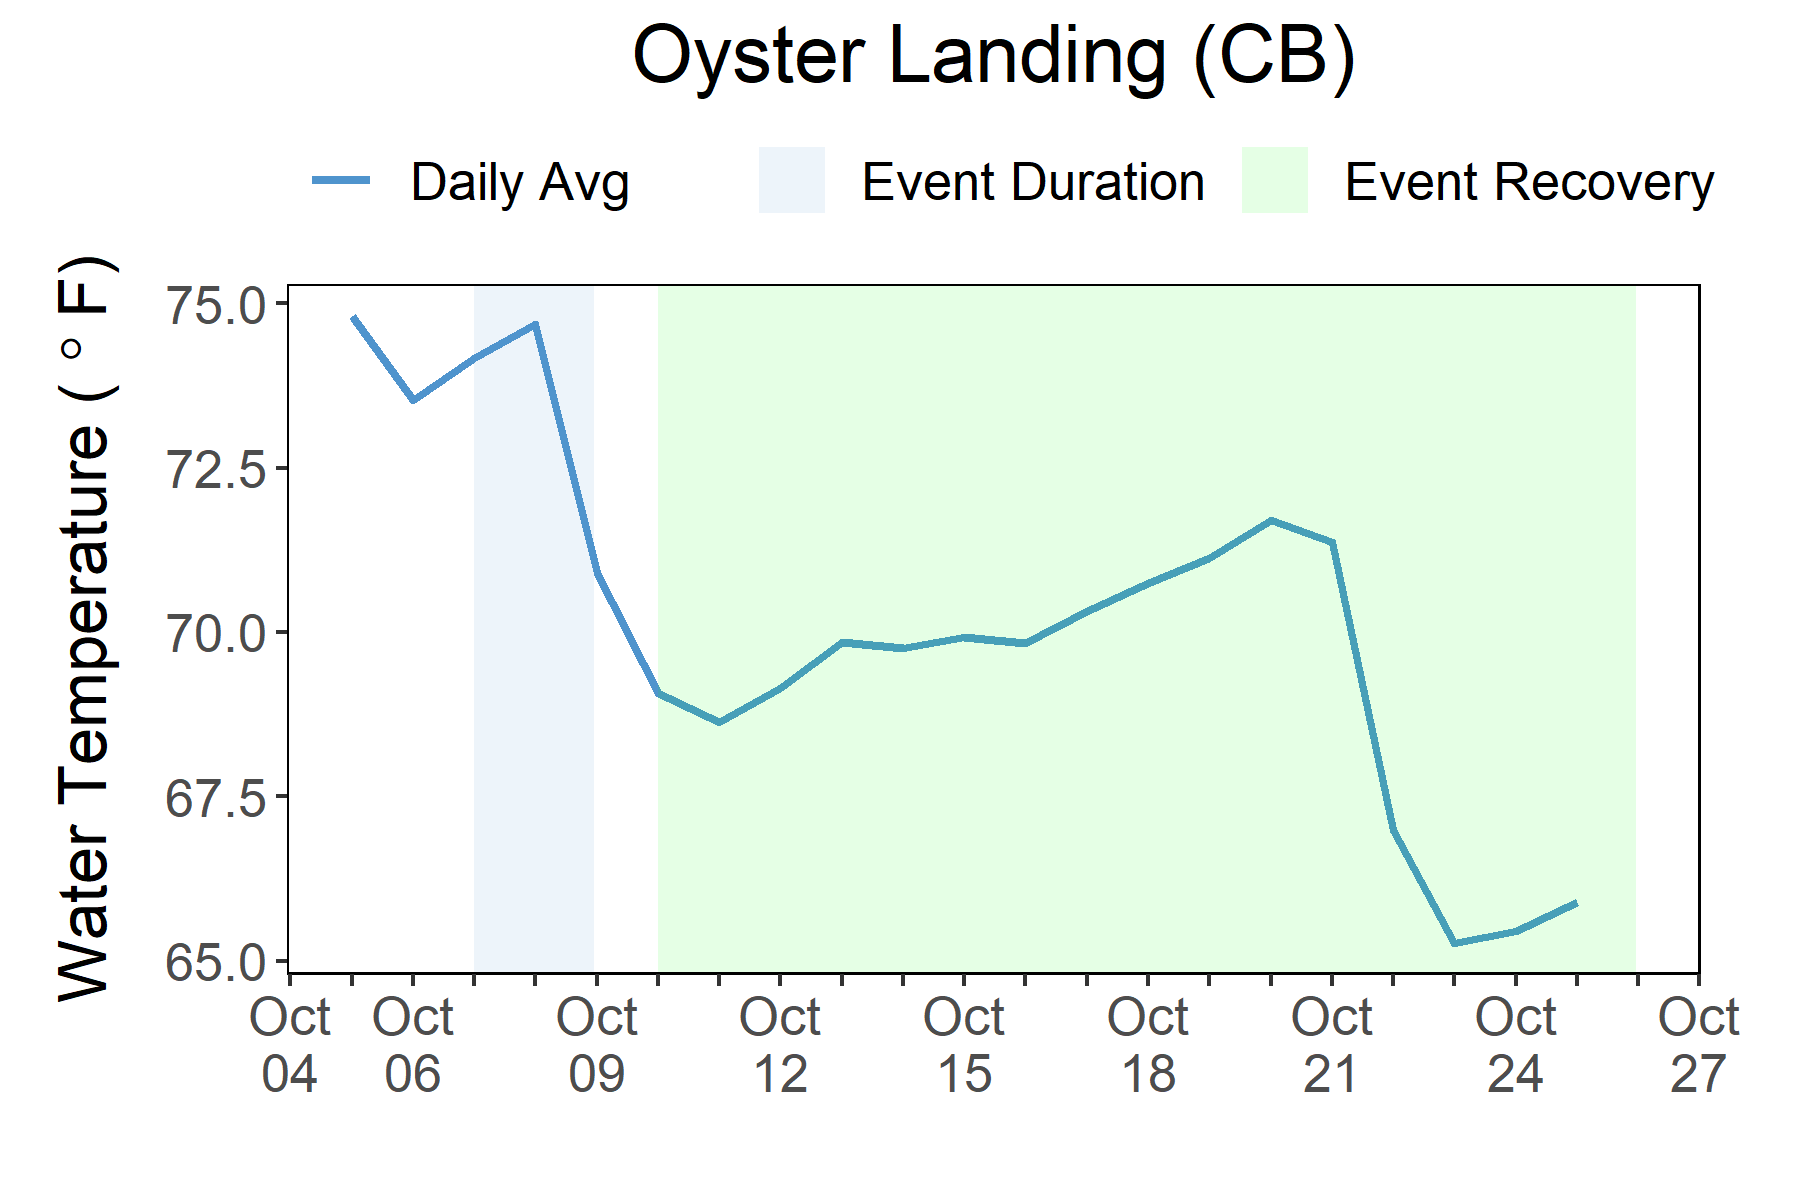 Oyster Landing (CB)
Daily Avg
Event Duration
Event Recovery
Water Temperature ( ° F)
75.0
72.5
70.0
67.5
65.0
Oct 04
Oct 06
Oct 09
Oct 12
Oct 15
Oct 18
Oct 21
Oct 24
Oct 27